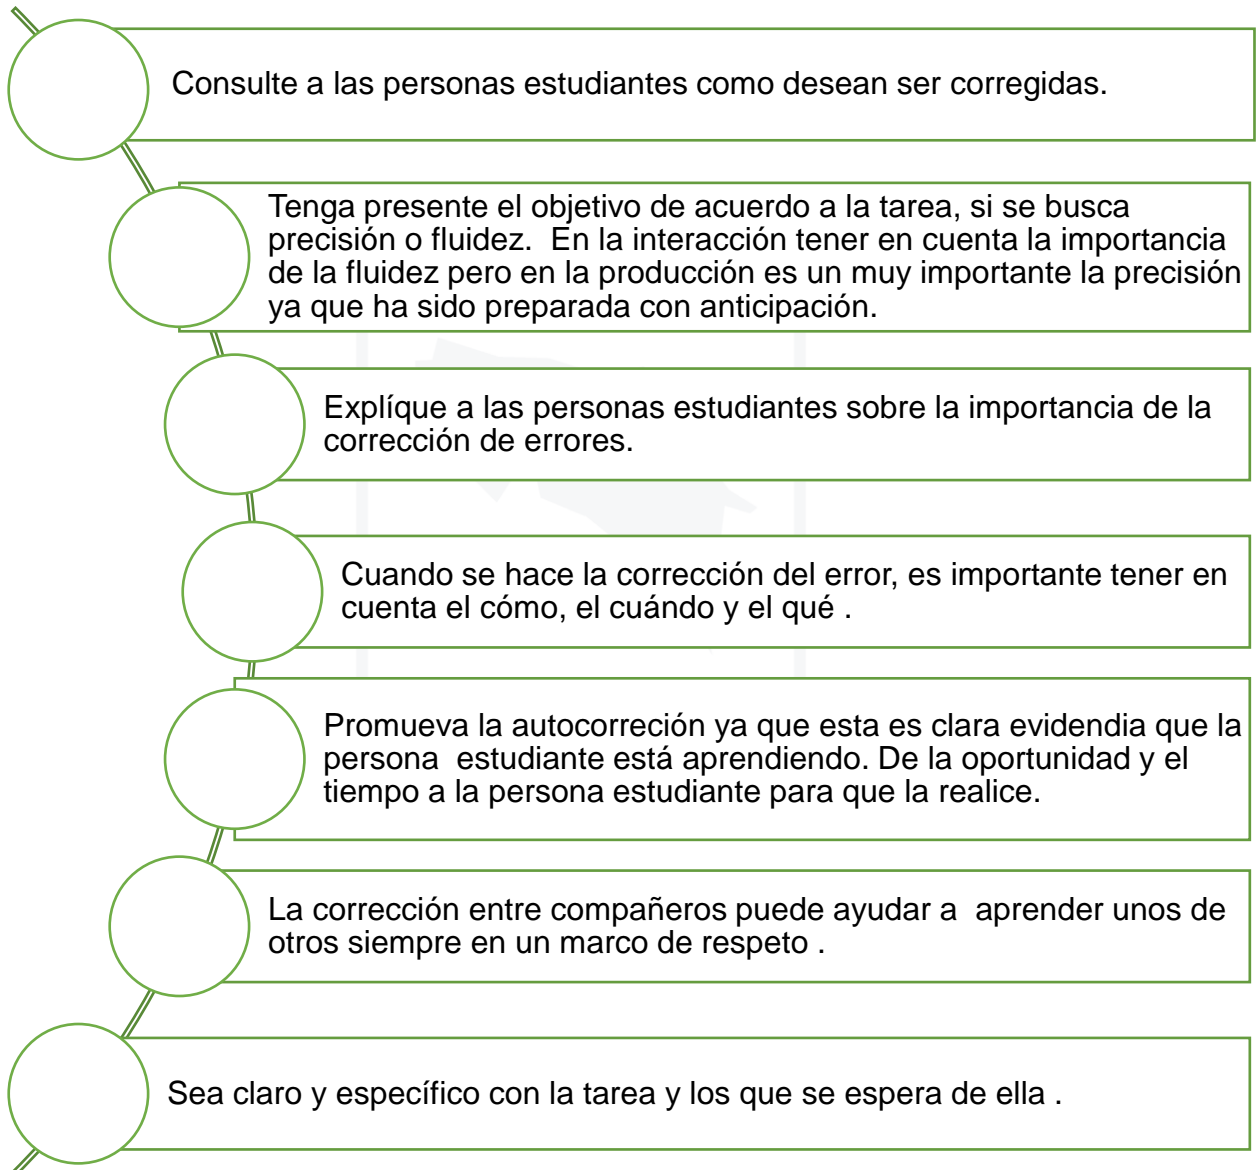 Consulte a las personas estudiantes como desean ser corregidas.
Tenga presente el objetivo de acuerdo a la tarea, si se busca
precisión o fluidez.  En la interacción tener en cuenta la importancia
de la fluidez pero en la producción es un muy importante la precisión
ya que ha sido preparada con anticipación.
Explíque a las personas estudiantes sobre la importancia de la
corrección de errores.
Cuando se hace la corrección del error, es importante tener en
cuenta el cómo, el cuándo y el qué .
Promueva la autocorreción ya que esta es clara evidendia que la
persona  estudiante está aprendiendo. De la oportunidad y el
tiempo a la persona estudiante para que la realice.
La corrección entre compañeros puede ayudar a  aprender unos de
otros siempre en un marco de respeto .
Sea claro y específico con la tarea y los que se espera de ella .